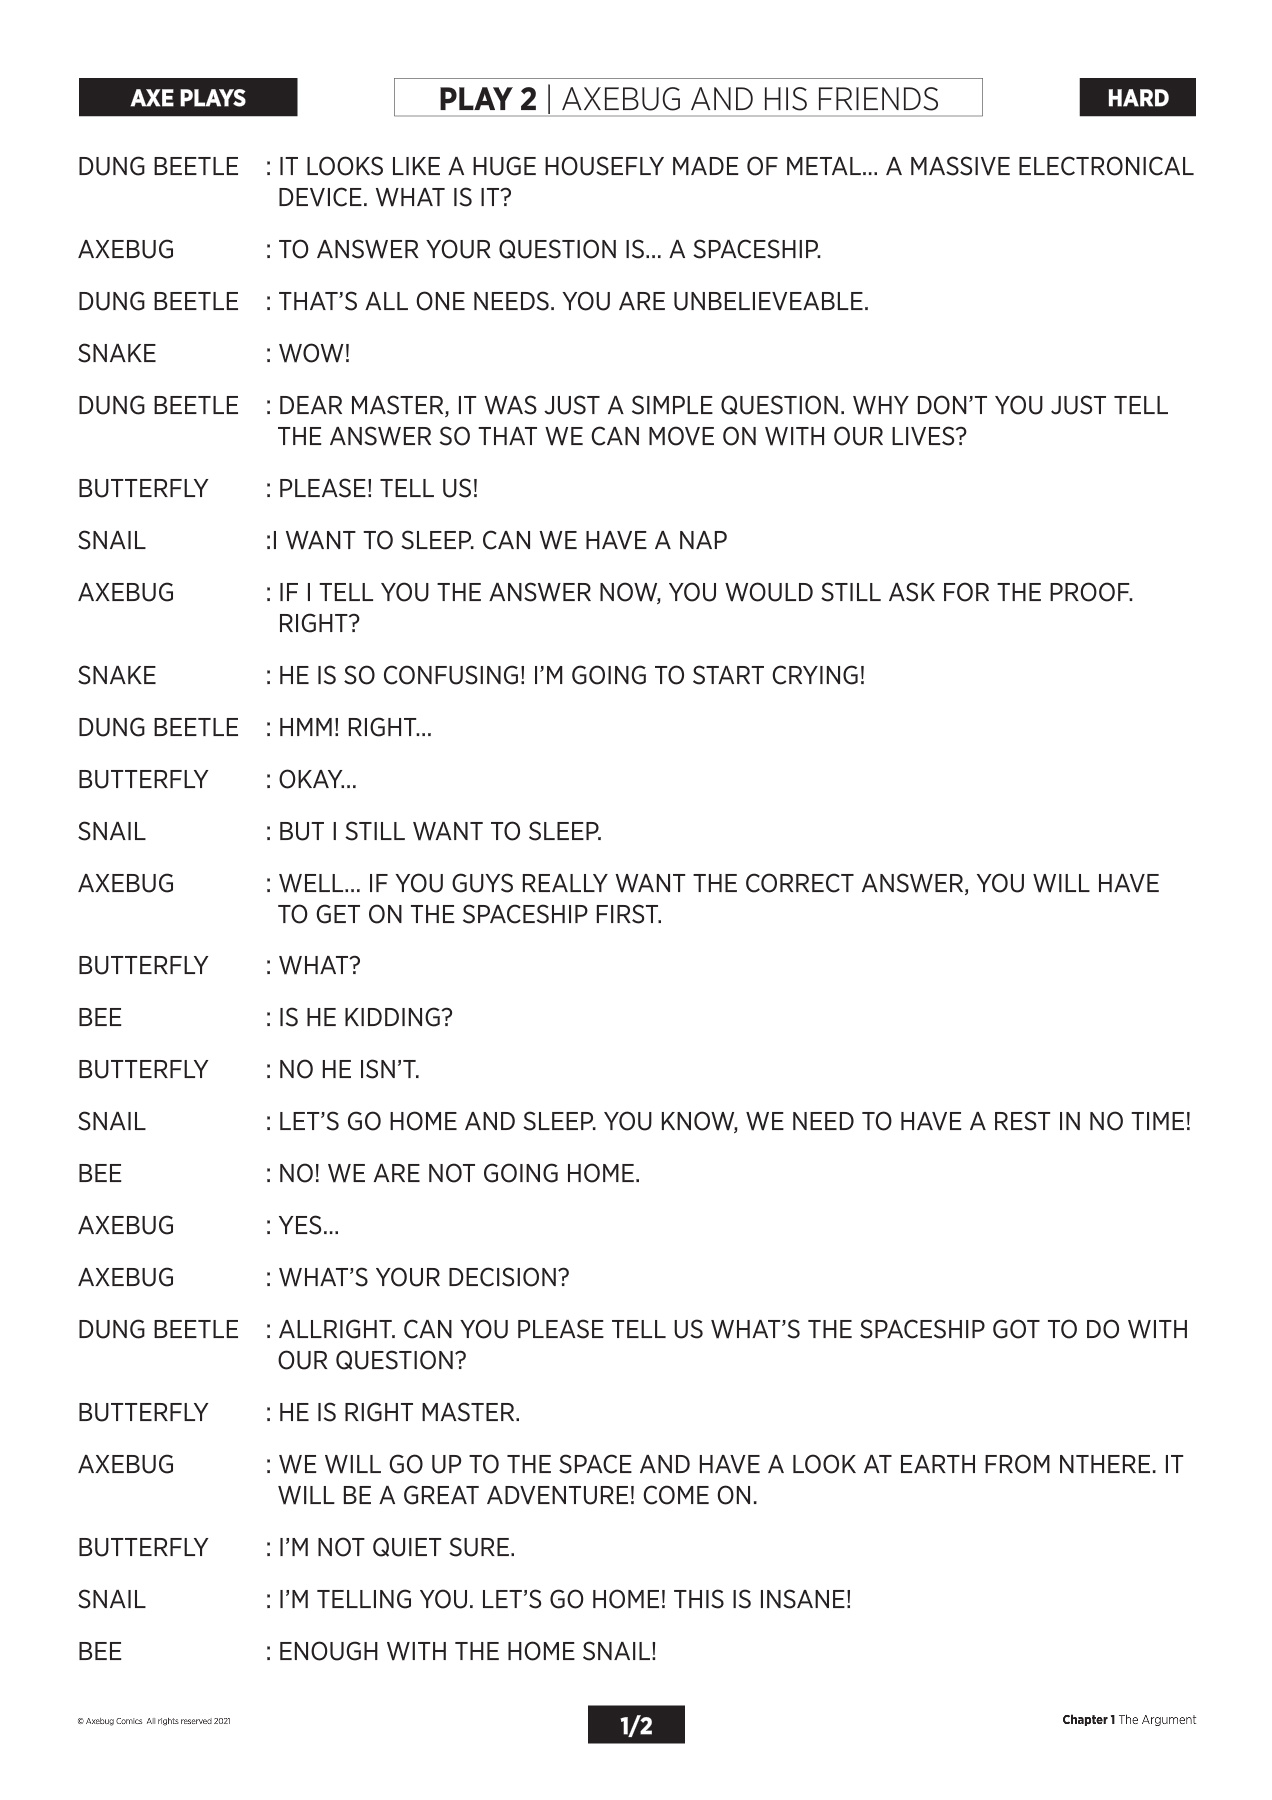 AXE PLAYS
PLAY 2 | AXEBUG AND HIS FRIENDS
HARD
DUNG BEETLE : IT LOOKS LIKE A HUGE HOUSEFLY MADE OF METAL... A MASSIVE ELECTRONICAL
DEVICE. WHAT IS IT?
AXEBUG : TO ANSWER YOUR QUESTION IS... A SPACESHIP.
DUNG BEETLE : THAT'S ALL ONE NEEDS. YOU ARE UNBELIEVEABLE.
SNAKE : WOW!
DUNG BEETLE : DEAR MASTER, IT WAS JUST A SIMPLE QUESTION. WHY DON'T YOU JUST TELL
THE ANSWER SO THAT WE CAN MOVE ON WITH OUR LIVES?
BUTTERFLY : PLEASE! TELL US!
SNAIL :I WANT TO SLEEP. CAN WE HAVE A NAP
AXEBUG : IF I TELL YOU THE ANSWER NOW, YOU WOULD STILL ASK FOR THE PROOF.
RIGHT?
SNAKE : HE IS SO CONFUSING! I'M GOING TO START CRYING!
DUNG BEETLE : HMM! RIGHT...
BUTTERFLY : OKAY...
SNAIL : BUT I STILL WANT TO SLEEP.
AXEBUG : WELL... IF YOU GUYS REALLY WANT THE CORRECT ANSWER, YOU WILL HAVE
TO GET ON THE SPACESHIP FIRST.
BUTTERFLY : WHAT?
BEE : IS HE KIDDING?
BUTTERFLY : NO HE ISN'T.
SNAIL : LET'S GO HOME AND SLEEP. YOU KNOW, WE NEED TO HAVE A REST IN NO TIME!
BEE : NO! WE ARE NOT GOING HOME.
AXEBUG : YES...
AXEBUG : WHAT'S YOUR DECISION?
DUNG BEETLE : ALLRIGHT. CAN YOU PLEASE TELL US WHAT'S THE SPACESHIP GOT TO DO WITH
OUR QUESTION?
BUTTERFLY : HE IS RIGHT MASTER.
AXEBUG : WE WILL GO UP TO THE SPACE AND HAVE A LOOK AT EARTH FROM NTHERE. IT
WILL BE A GREAT ADVENTURE! COME ON.
BUTTERFLY : I'M NOT QUIET SURE.
SNAIL : I'M TELLING YOU. LET'S GO HOME! THIS IS INSANE!
BEE : ENOUGH WITH THE HOME SNAIL!
© Axebug Comics All rights reserved 2021
1/2
Chapter 1 The Argument